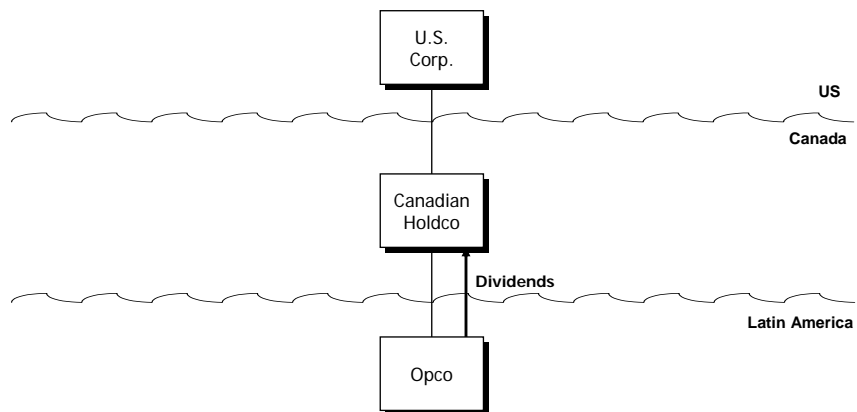 U.S.
Corp.
US
Canada
Canadian
Holdco
Dividends
Latin America
Opco